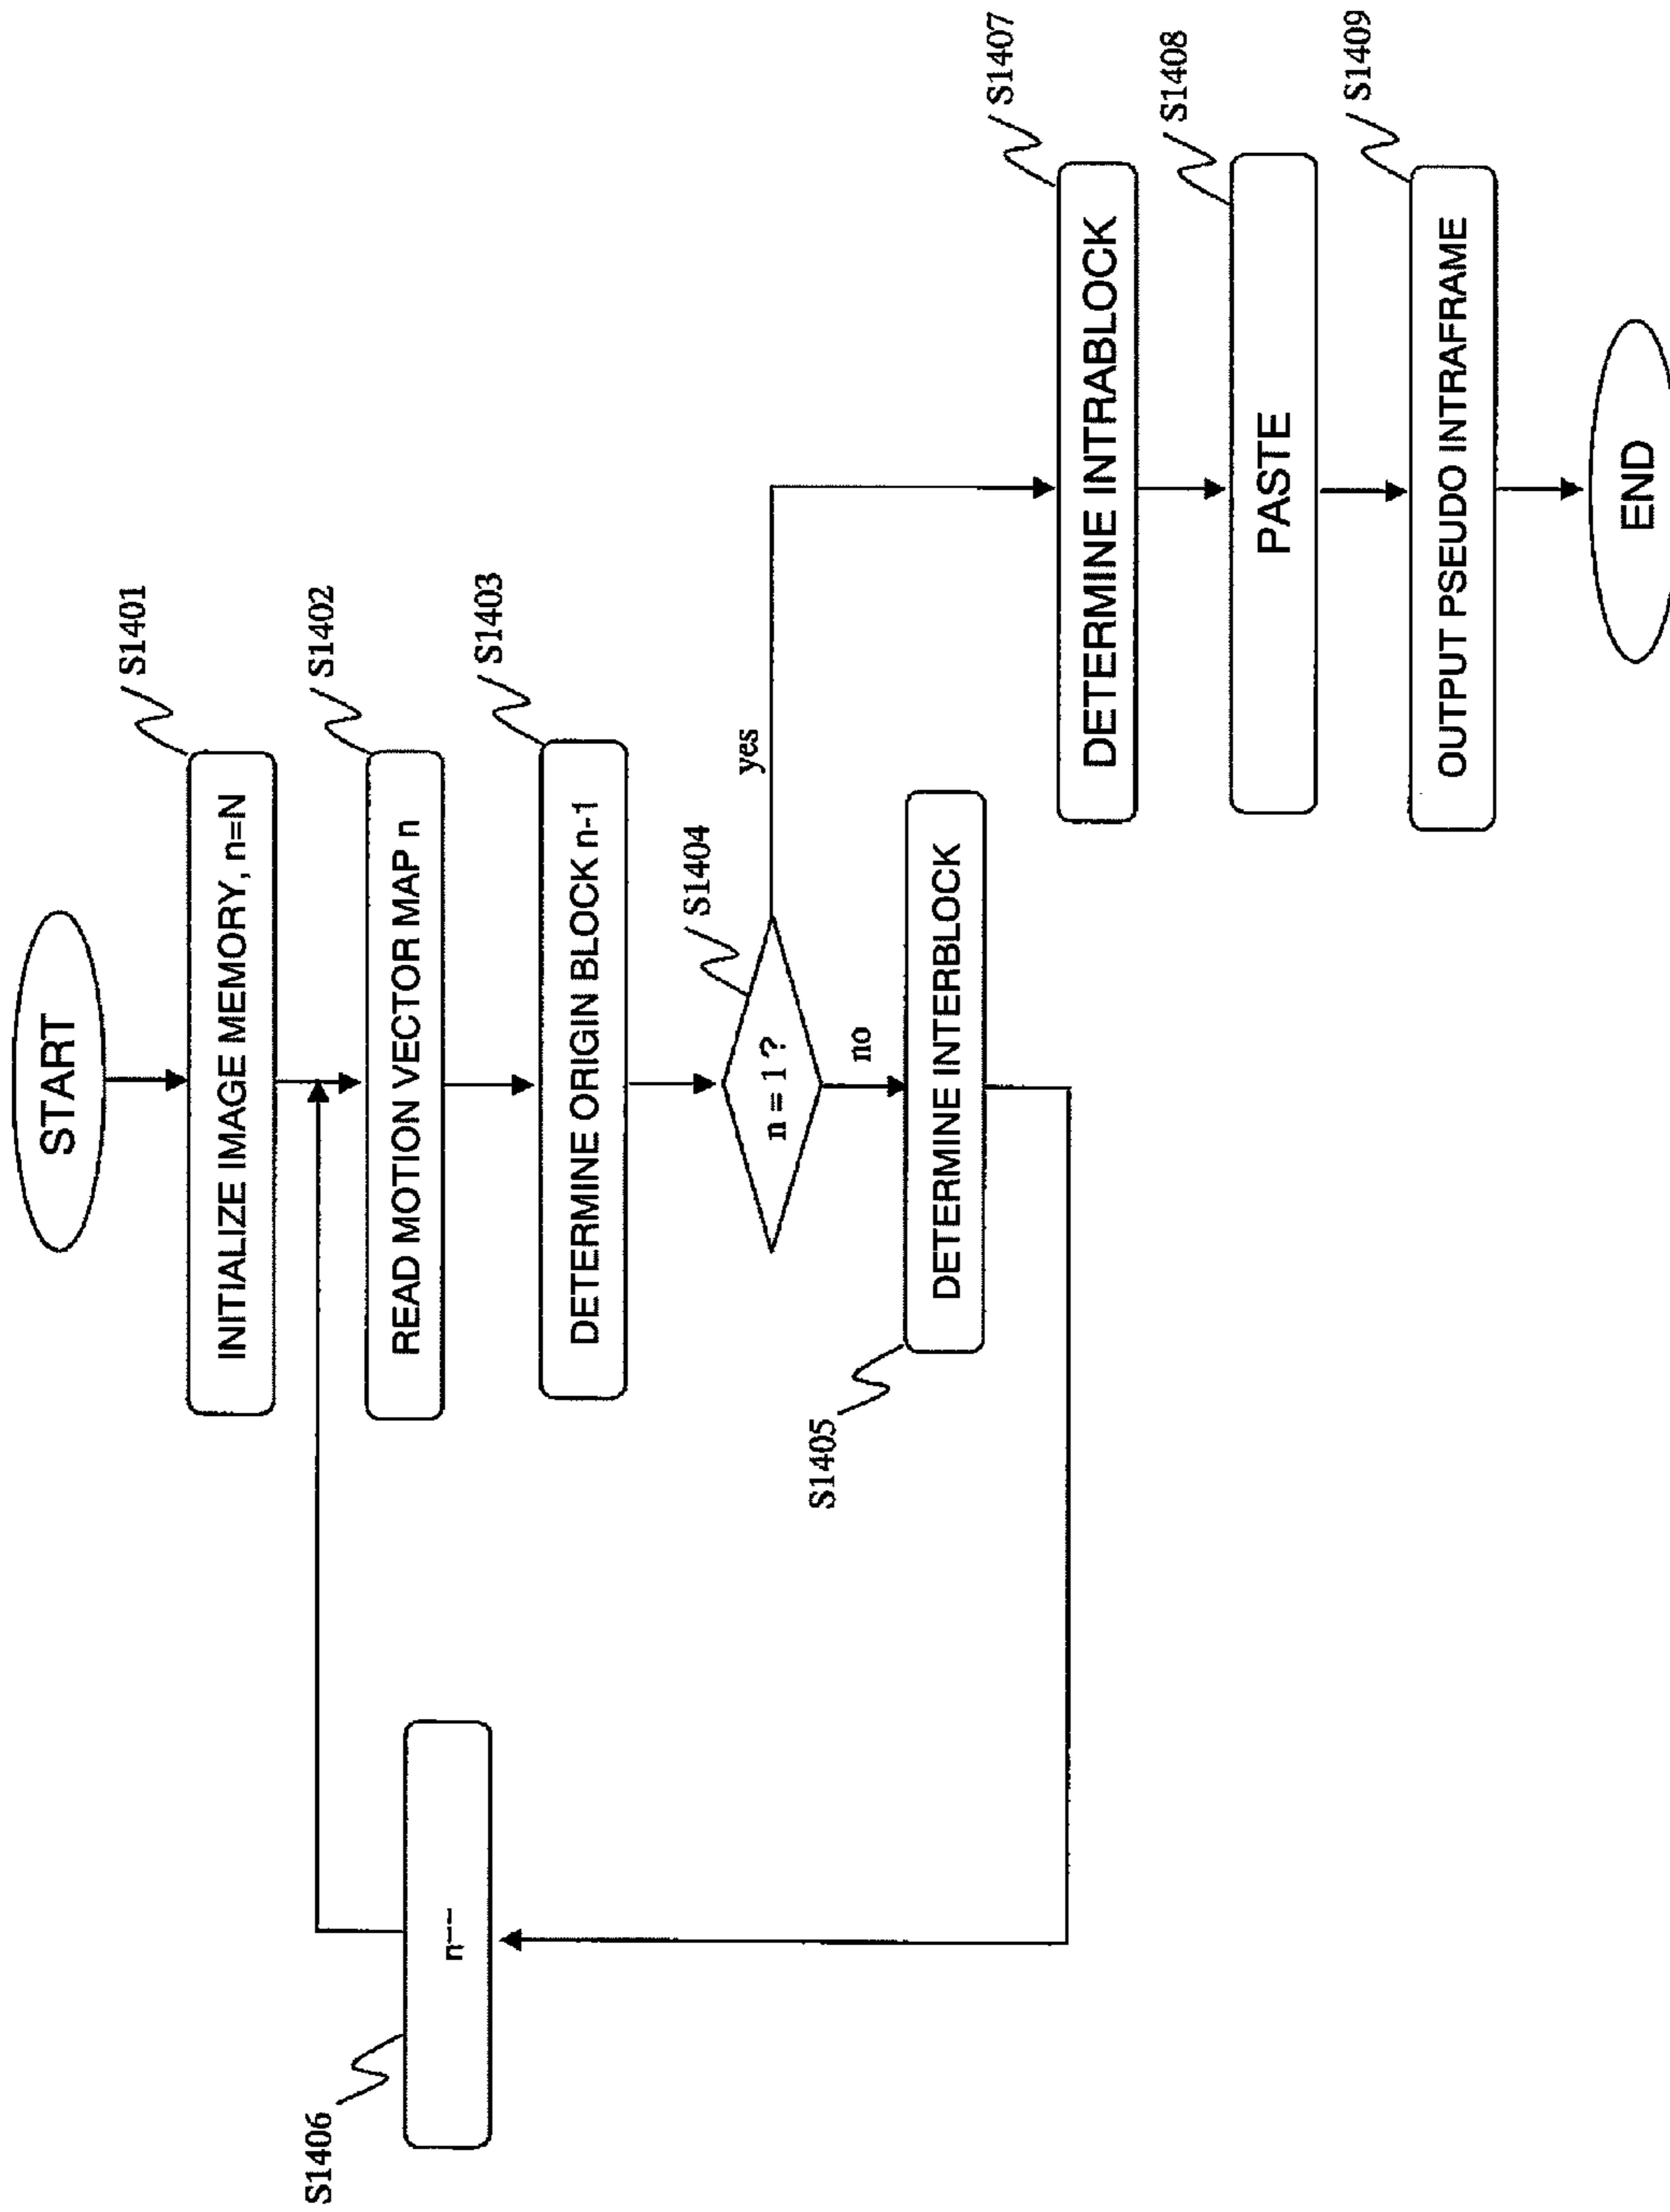 START
S1401
INITIALIZE IMAGE MEMORY, n=N
S1402
READ MOTION VECTOR MAP n
S1403
DETERMINE ORIGIN BLOCK n-1
S1404
n = 1 ?
yes
no
S1405
DETERMINE INTERBLOCK
S1406
n--
S1407
DETERMINE INTRABLOCK
S1408
PASTE
S1409
OUTPUT PSEUDO INTRAFRAME
END